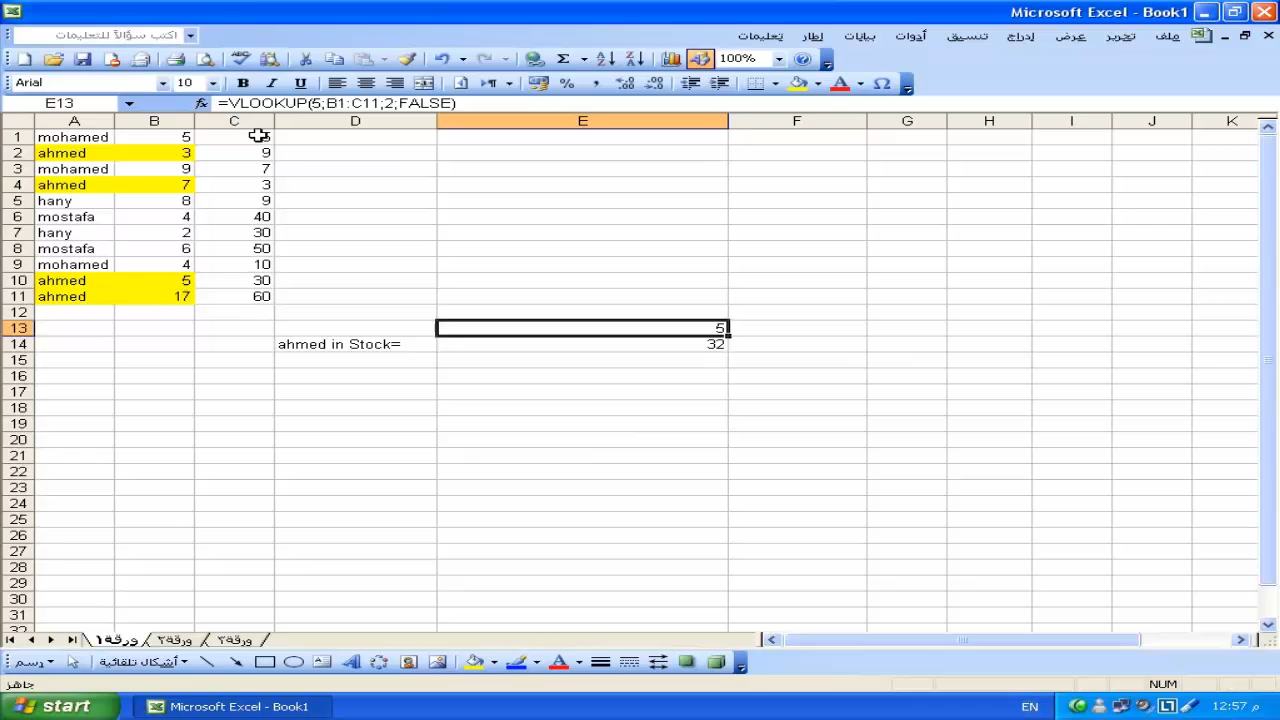 Microsoft Excel - Book1
ملف تحرير عرض إدراج تنسيق أدوات بيانات إطار تعليمات
اكتب سؤالاً للتعليمات
100%
Arial 10 B I U
E13 fx =VLOOKUP(5;B1:C11;2;FALSE)
A B C D E F G H I J K
1 mohamed 5 5
2 ahmed 3 9
3 mohamed 9 7
4 ahmed 7 3
5 hany 8 9
6 mostafa 4 40
7 hany 2 30
8 mostafa 6 50
9 mohamed 4 10
10 ahmed 5 30
11 ahmed 17 60
12
13 5
14 ahmed in Stock= 32
15
16
17
18
19
20
21
22
23
24
25
26
27
28
29
30
31
32
ورقة١ ورقة٢ ورقة٣
رسم أشكال تلقائية
جاهز NUM
start Microsoft Excel - Book1 EN 12:57 م